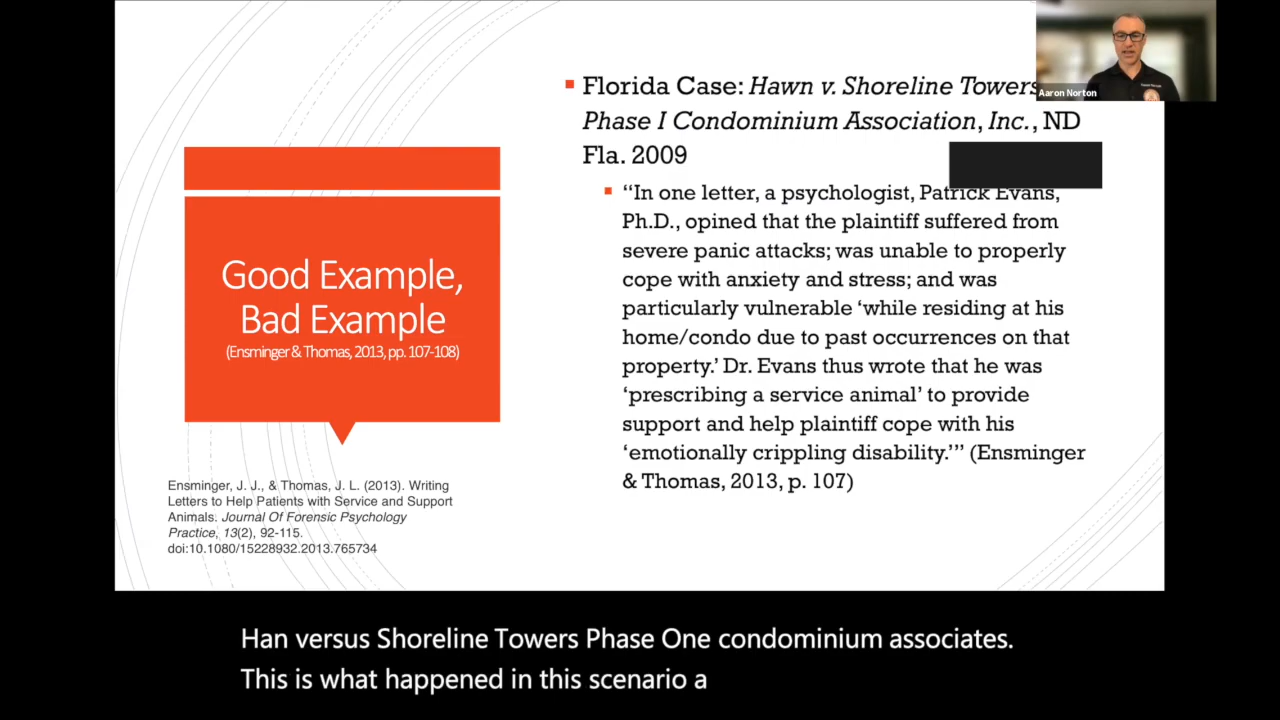 Aaron Norton
Florida Case: Hawn v. Shoreline Towers
Phase I Condominium Association, Inc., ND
Fla. 2009
“In one letter, a psychologist, Patrick Evans,
Ph.D., opined that the plaintiff suffered from
severe panic attacks; was unable to properly
cope with anxiety and stress; and was
particularly vulnerable ‘while residing at his
home/condo due to past occurrences on that
property.’ Dr. Evans thus wrote that he was
‘prescribing a service animal’ to provide
support and help plaintiff cope with his
‘emotionally crippling disability.’” (Ensminger
& Thomas, 2013, p. 107)
Good Example,
Bad Example
(Ensminger & Thomas, 2013, pp. 107-108)
Ensminger, J. J., & Thomas, J. L. (2013). Writing
Letters to Help Patients with Service and Support
Animals. Journal Of Forensic Psychology
Practice, 13(2), 92-115.
doi:10.1080/15228932.2013.765734
Han versus Shoreline Towers Phase One condominium associates.
This is what happened in this scenario a